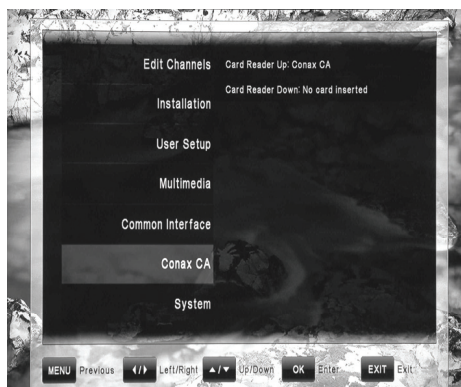 Edit Channels
Card Reader Up: Conax CA
Card Reader Down: No card inserted
Installation
User Setup
Multimedia
Common Interface
Conax CA
System
MENU Previous ◄/► Left/Right ▲/▼ Up/Down OK Enter EXIT Exit